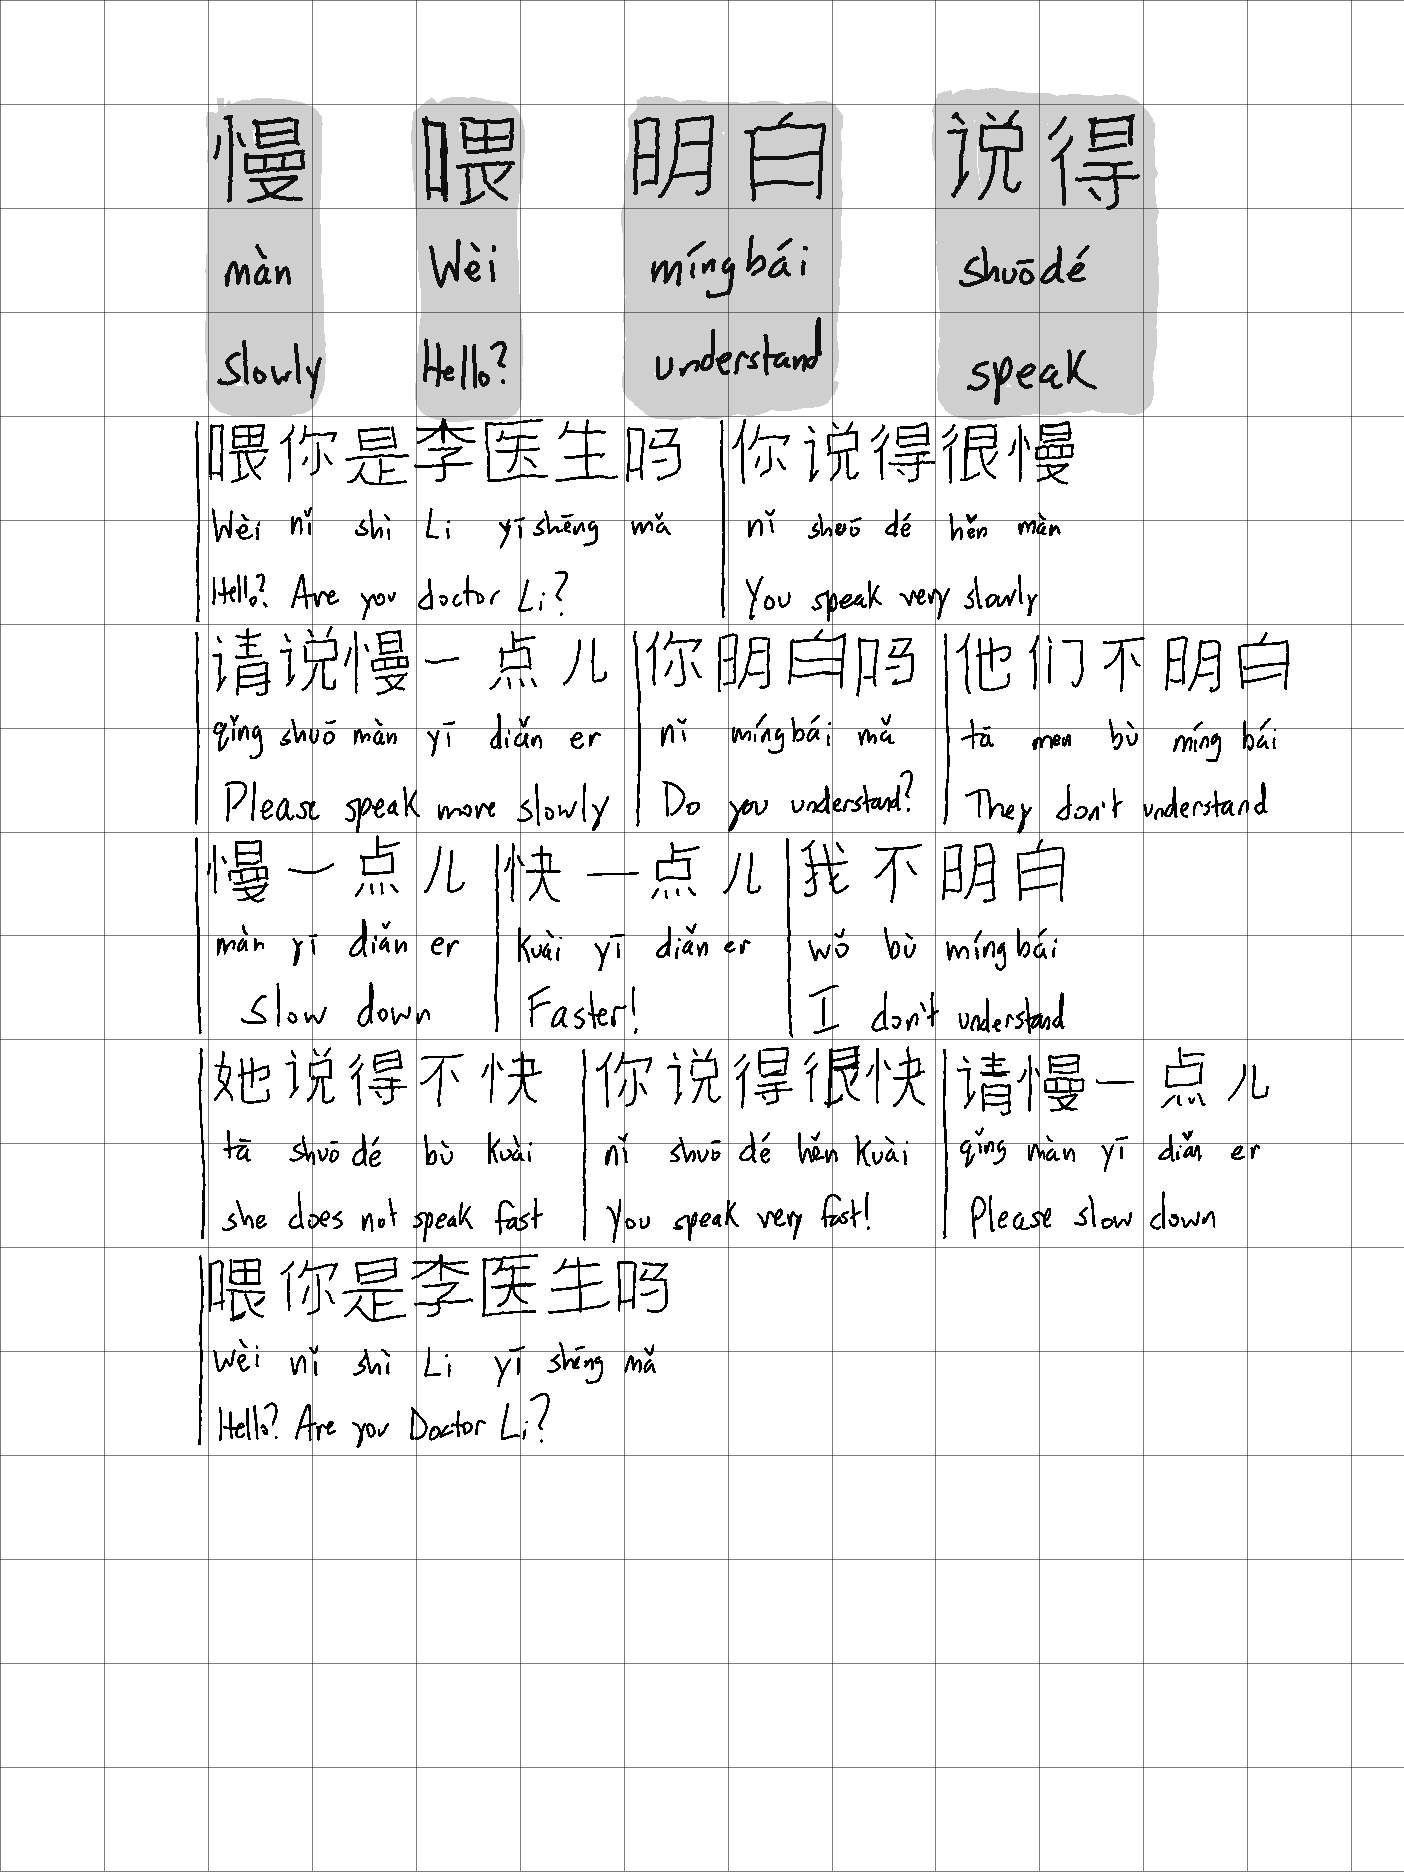 慢 喂 明白 说得
màn Wèi míngbái shuōdé
slowly Hello? understand speak
喂你是李医生吗 你说得很慢
Wèi nǐ shì Li yīshēng mǎ nǐ shuō dé hěn màn
Hello? Are you doctor Li? You speak very slowly
请说慢一点儿 你明白吗 他们不明白
qǐng shuō màn yī diǎn er nǐ míngbái mǎ tā men bù míng bái
Please speak more slowly Do you understand? They don't understand
慢一点儿 快一点儿 我不明白
màn yī diǎn er kuài yī diǎn er wǒ bù míngbái
Slow down Faster! I don't understand
她说得不快 你说得很快 请慢一点儿
tā shuō dé bù kuài nǐ shuō dé hěn kuài qǐng màn yī diǎn er
she does not speak fast You speak very fast! Please slow down
喂你是李医生吗
Wèi nǐ shì Li yī shēng mǎ
Hello? Are you Doctor Li?